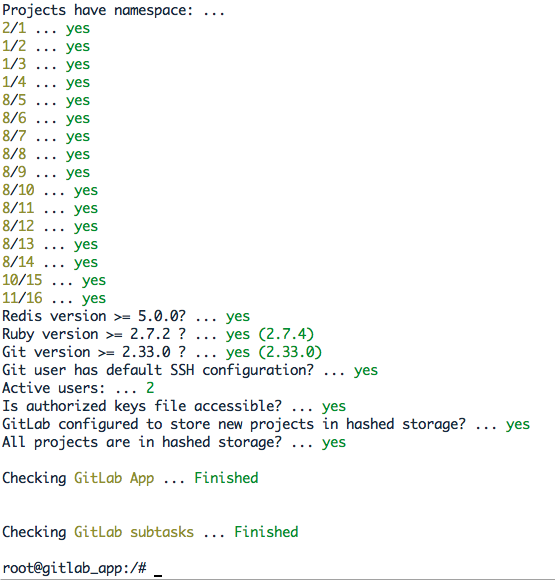 Projects have namespace: ...
2/1 ... yes
1/2 ... yes
1/3 ... yes
1/4 ... yes
8/5 ... yes
8/6 ... yes
8/7 ... yes
8/8 ... yes
8/9 ... yes
8/10 ... yes
8/11 ... yes
8/12 ... yes
8/13 ... yes
8/14 ... yes
10/15 ... yes
11/16 ... yes
Redis version >= 5.0.0? ... yes
Ruby version >= 2.7.2 ? ... yes (2.7.4)
Git version >= 2.33.0 ? ... yes (2.33.0)
Git user has default SSH configuration? ... yes
Active users: ... 2
Is authorized keys file accessible? ... yes
GitLab configured to store new projects in hashed storage? ... yes
All projects are in hashed storage? ... yes
Checking GitLab App ... Finished
Checking GitLab subtasks ... Finished
root@gitlab_app:/# _